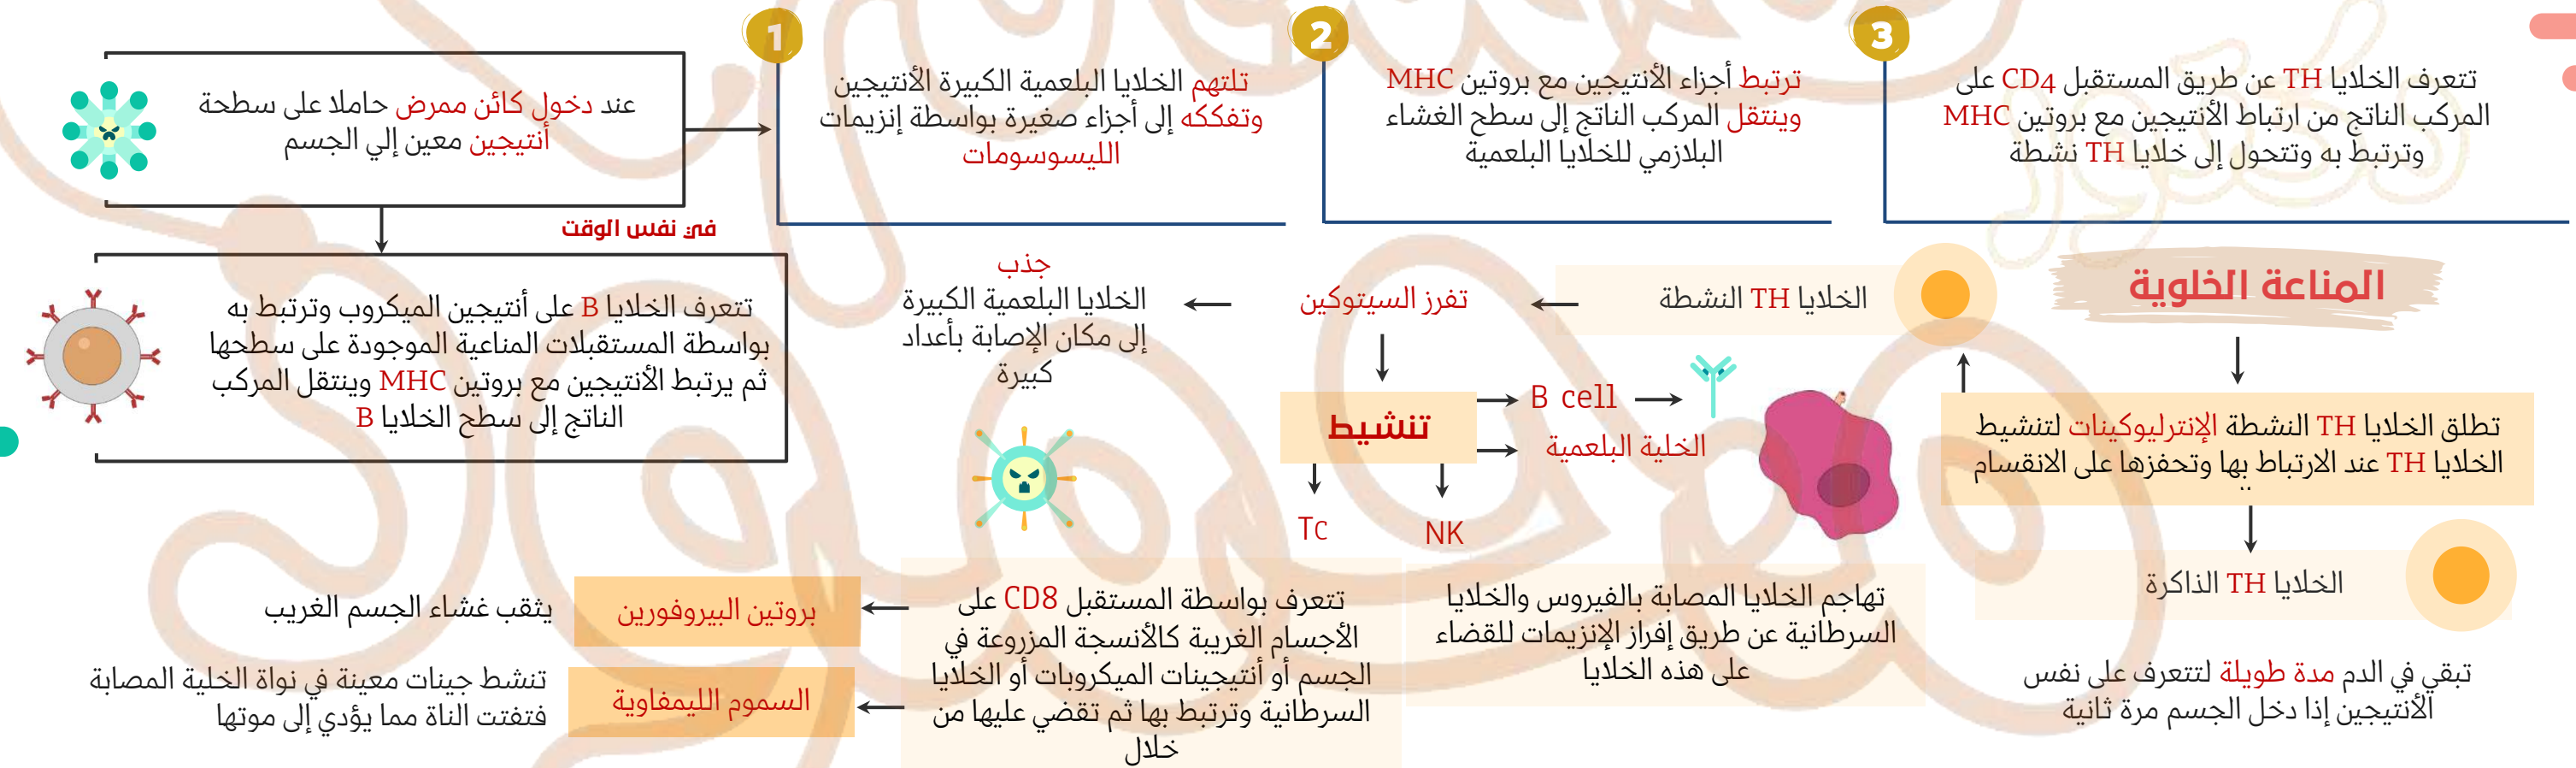 عند دخول كائن ممرض حاملا على سطحة
أنتيجين معين إلي الجسم
1
تلتهم الخلايا البلعمية الكبيرة الأنتيجين
وتفككه إلى أجزاء صغيرة بواسطة إنزيمات
الليسوسومات
2
ترتبط أجزاء الأنتيجين مع بروتين MHC
وينتقل المركب الناتج إلى سطح الغشاء
البلازمي للخلايا البلعمية
3
تتعرف الخلايا TH عن طريق المستقبل CD4 على
المركب الناتج من ارتباط الأنتيجين مع بروتين MHC
وترتبط به وتتحول إلى خلايا TH نشطة
في نفس الوقت
تتعرف الخلايا B على أنتيجين الميكروب وترتبط به
بواسطة المستقبلات المناعية الموجودة على سطحها
ثم يرتبط الأنتيجين مع بروتين MHC وينتقل المركب
الناتج إلى سطح الخلايا B
المناعة الخلوية
تطلق الخلايا TH النشطة الإنترليوكينات لتنشيط
الخلايا TH عند الارتباط بها وتحفزها على الانقسام
الخلايا TH النشطة
تفرز السيتوكين
جذب
الخلايا البلعمية الكبيرة
إلى مكان الإصابة بأعداد
كبيرة
تنشيط
B cell
الخلية البلعمية
Tc
NK
الخلايا TH الذاكرة
تبقي في الدم مدة طويلة لتتعرف على نفس
الأنتيجين إذا دخل الجسم مرة ثانية
تهاجم الخلايا المصابة بالفيروس والخلايا
السرطانية عن طريق إفراز الإنزيمات للقضاء
على هذه الخلايا
تتعرف بواسطة المستقبل CD8 على
الأجسام الغريبة كالأنسجة المزروعة في
الجسم أو أنتيجينات الميكروبات أو الخلايا
السرطانية وترتبط بها ثم تقضي عليها من
خلال
بروتين البيروفورين
يثقب غشاء الجسم الغريب
السموم الليمفاوية
تنشط جينات معينة في نواة الخلية المصابة
فتفتت الناة مما يؤدي إلى موتها